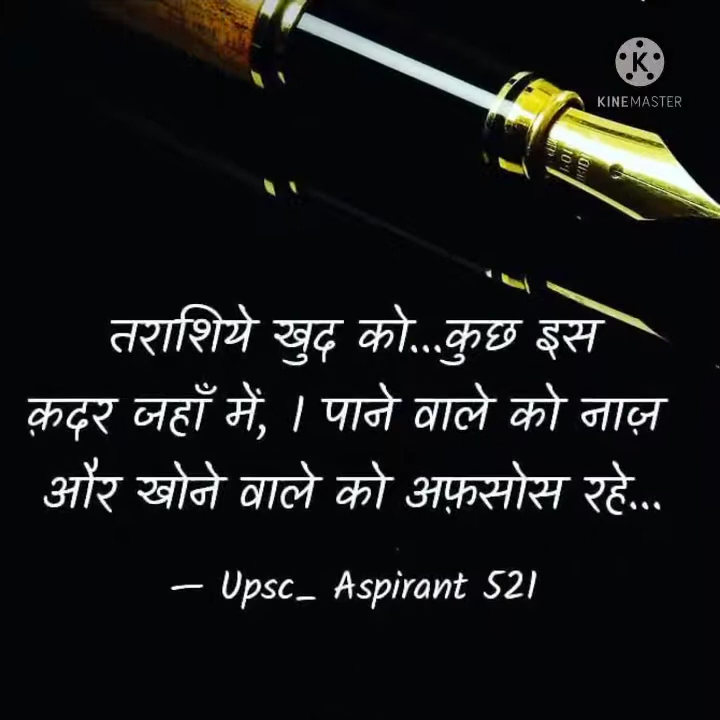 KINEMASTER
तराशिये खुद को...कुछ इस
क़दर जहाँ में, । पाने वाले को नाज़
और खोने वाले को अफ़सोस रहे...
– Upsc_ Aspirant 521